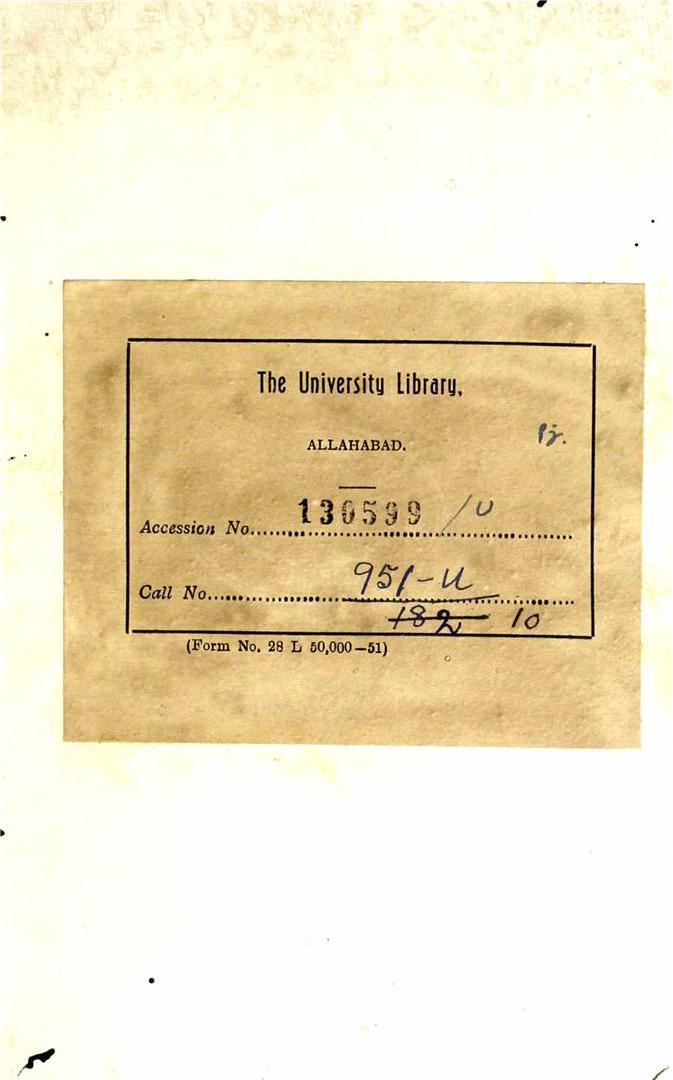 The University Library,
ALLAHABAD.
Accession No. 130599 /U
Call No. 951-U
182 10
(Form No. 28 L 50,000—51)